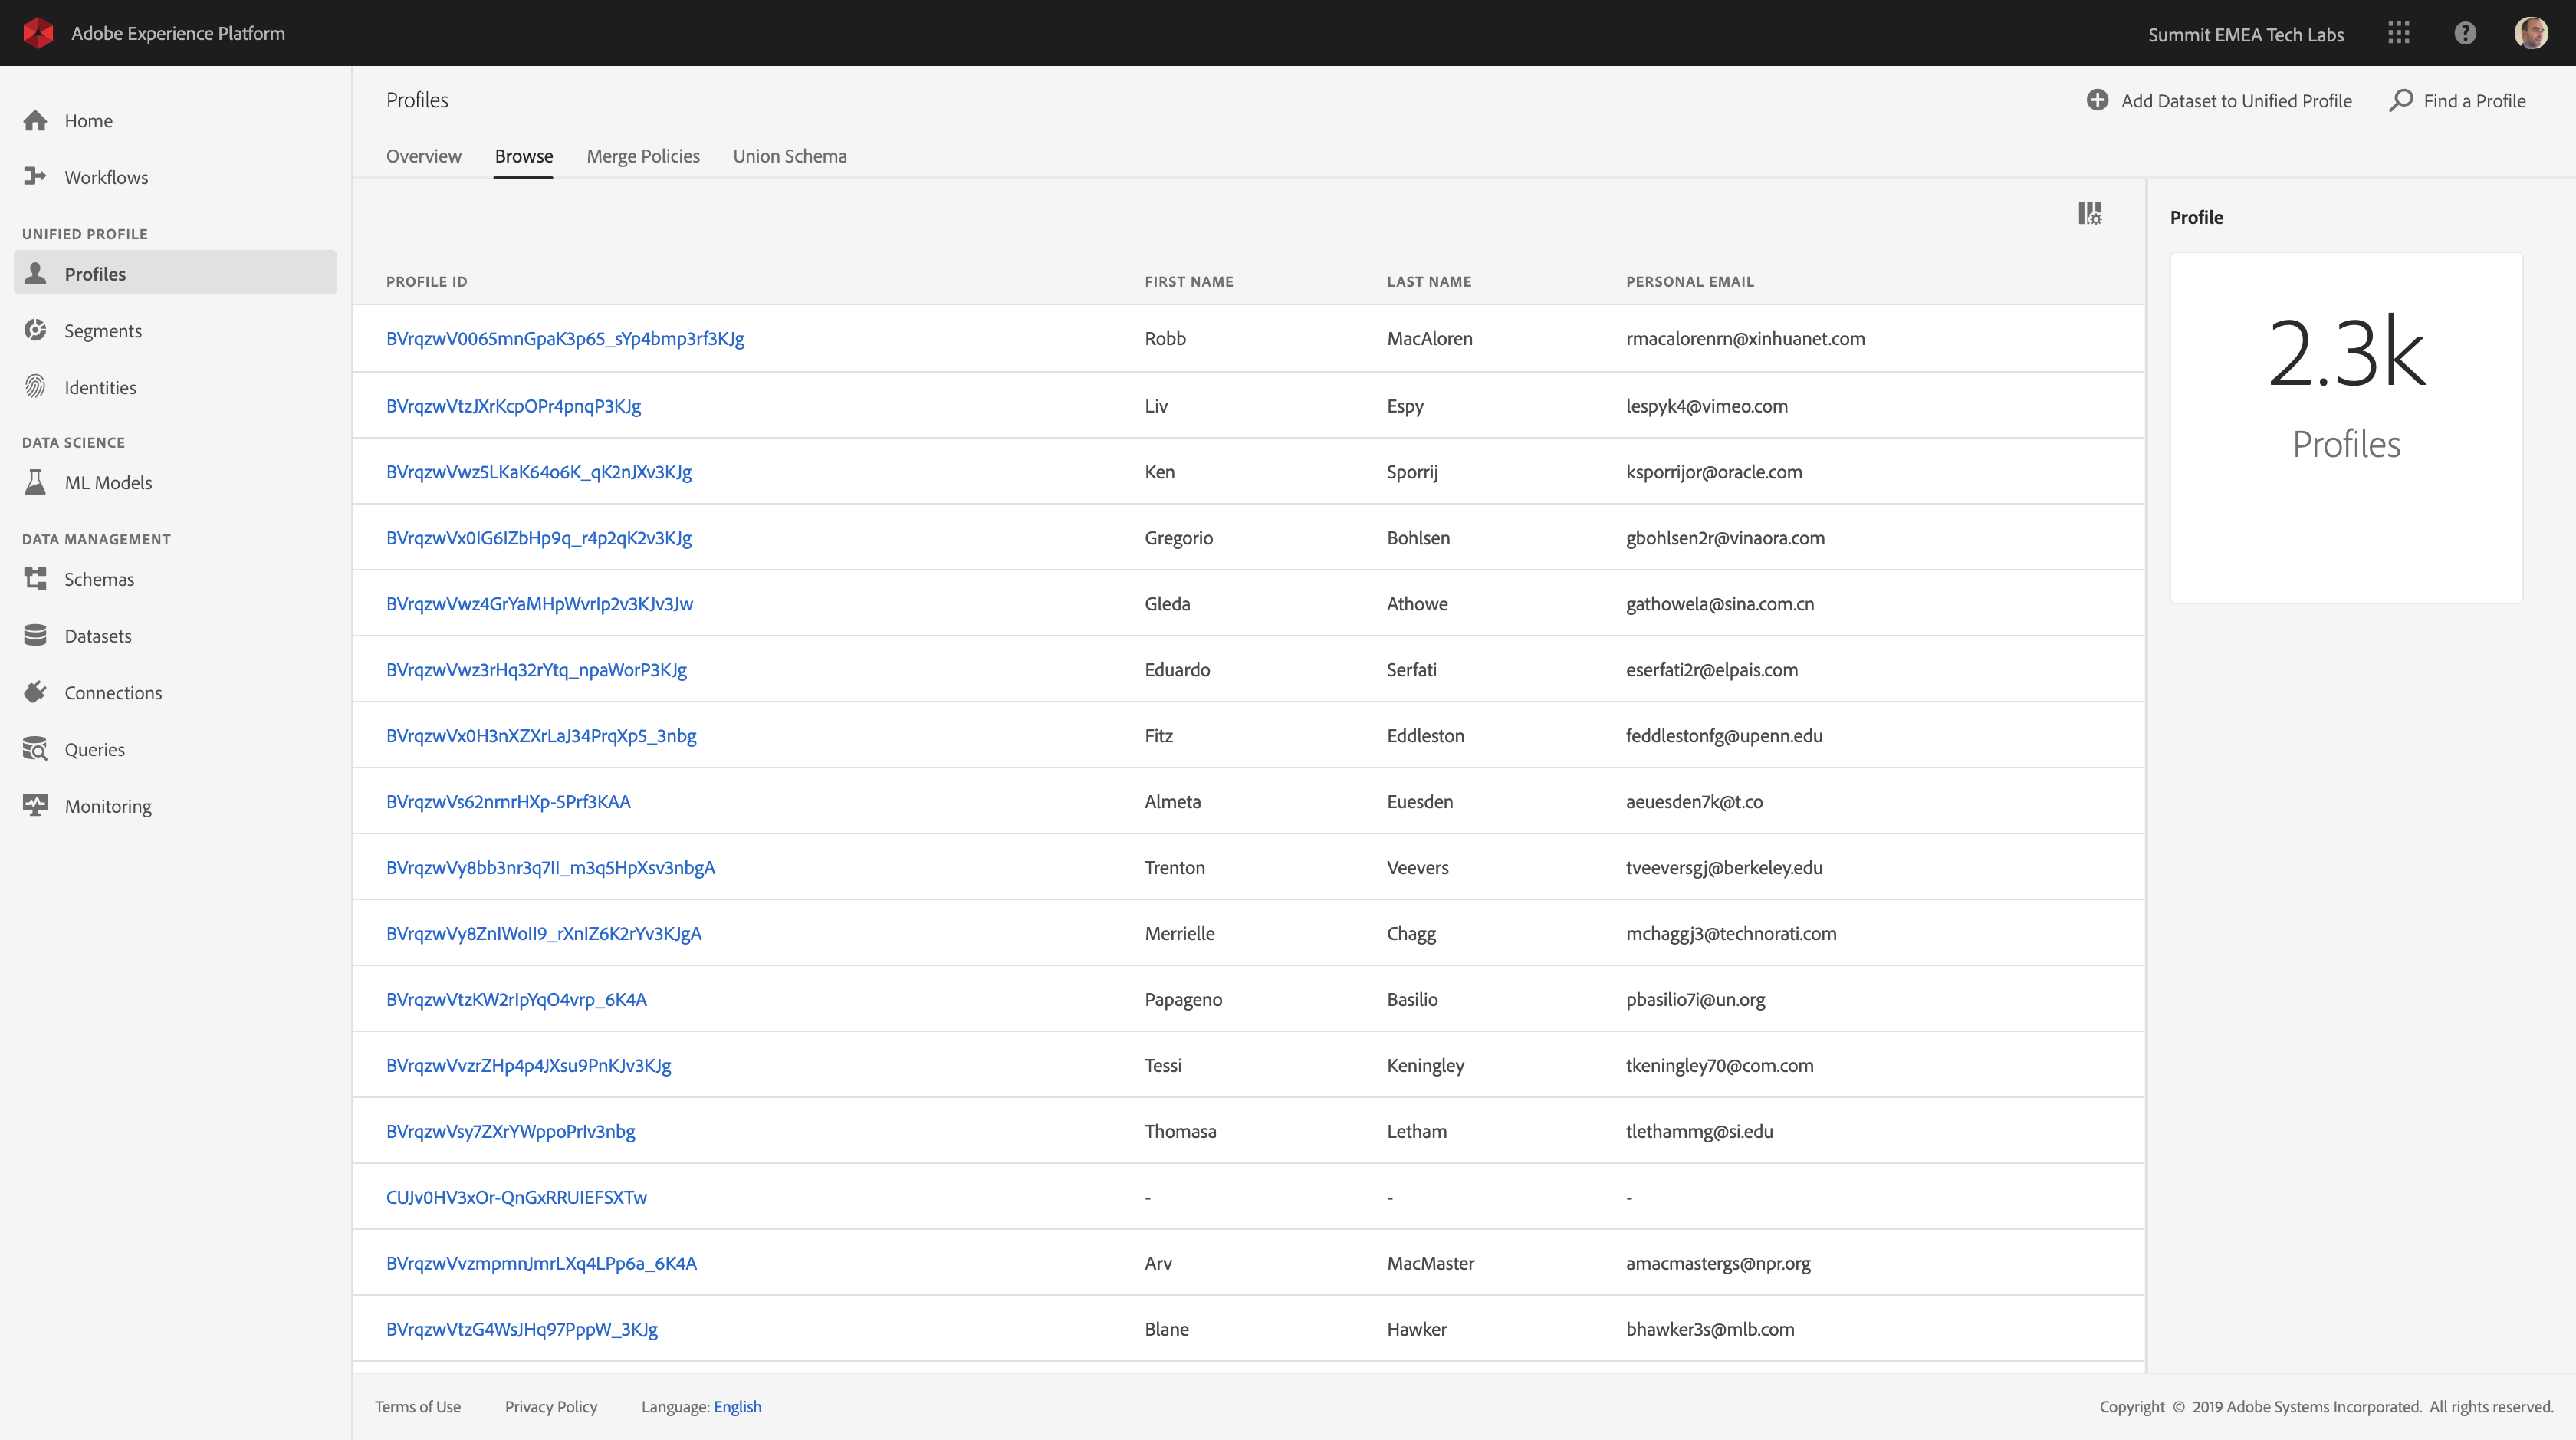 Adobe Experience Platform
Summit EMEA Tech Labs
Home
Workflows
UNIFIED PROFILE
Profiles
Segments
Identities
DATA SCIENCE
ML Models
DATA MANAGEMENT
Schemas
Datasets
Connections
Queries
Monitoring
Profiles
Add Dataset to Unified Profile
Find a Profile
Overview Browse Merge Policies Union Schema
PROFILE ID FIRST NAME LAST NAME PERSONAL EMAIL
BVrqzwV0065mnGpaK3p65_sYp4bmp3rf3KJg Robb MacAloren rmacalorenrn@xinhuanet.com
BVrqzwVtzJXrKcpOPr4pnqP3KJg Liv Espy lespyk4@vimeo.com
BVrqzwVwz5LKaK64o6K_qK2nJXv3KJg Ken Sporrij ksporrijor@oracle.com
BVrqzwVx0IG6IZbHp9q_r4p2qK2v3KJg Gregorio Bohlsen gbohlsen2r@vinaora.com
BVrqzwVwz4GrYaMHpWvrIp2v3KJv3Jw Gleda Athowe gathowela@sina.com.cn
BVrqzwVwz3rHq32rYtq_npaWorP3KJg Eduardo Serfati eserfati2r@elpais.com
BVrqzwVx0H3nXZXrLaJ34PrqXp5_3nbg Fitz Eddleston feddlestonfg@upenn.edu
BVrqzwVs62nrnrHXp-5Prf3KAA Almeta Euesden aeuesden7k@t.co
BVrqzwVy8bb3nr3q7II_m3q5HpXsv3nbgA Trenton Veevers tveeversgj@berkeley.edu
BVrqzwVy8ZnIWoII9_rXnIZ6K2rYv3KJgA Merrielle Chagg mchaggj3@technorati.com
BVrqzwVtzKW2rIpYqO4vrp_6K4A Papageno Basilio pbasilio7i@un.org
BVrqzwVvzrZHp4p4JXsu9PnKJv3KJg Tessi Keningley tkeningley70@com.com
BVrqzwVsy7ZXrYWppoPrIv3nbg Thomasa Letham tlethammg@si.edu
CUJv0HV3xOr-QnGxRRUIEFSXTw - - -
BVrqzwVvzmpmnJmrLXq4LPp6a_6K4A Arv MacMaster amacmastergs@npr.org
BVrqzwVtzG4WsJHq97PppW_3KJg Blane Hawker bhawker3s@mlb.com
Profile
2.3k
Profiles
Terms of Use Privacy Policy Language: English
Copyright © 2019 Adobe Systems Incorporated. All rights reserved.